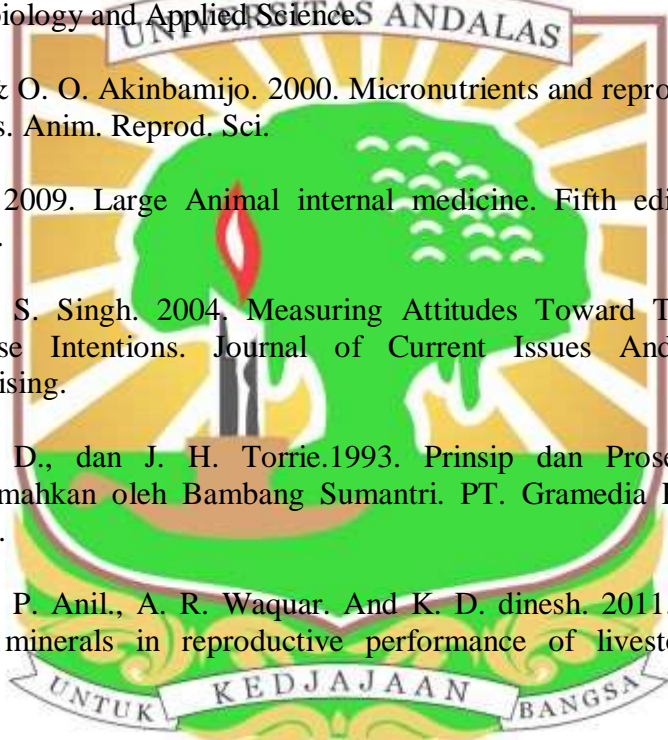 biology and Applied Science.
UNIVERSITAS ANDALAS
& O. O. Akinbamijo. 2000. Micronutrients and repro
s. Anim. Reprod. Sci.
2009. Large Animal internal medicine. Fifth edi
.
S. Singh. 2004. Measuring Attitudes Toward T
se Intentions. Journal of Current Issues And
ising.
D., dan J. H. Torrie.1993. Prinsip dan Prose
mahkan oleh Bambang Sumantri. PT. Gramedia
.
P. Anil., A. R. Waquar. And K. D. dinesh. 2011.
minerals in reproductive performance of livest
UNTUK KEDJAJAAN BANGSA